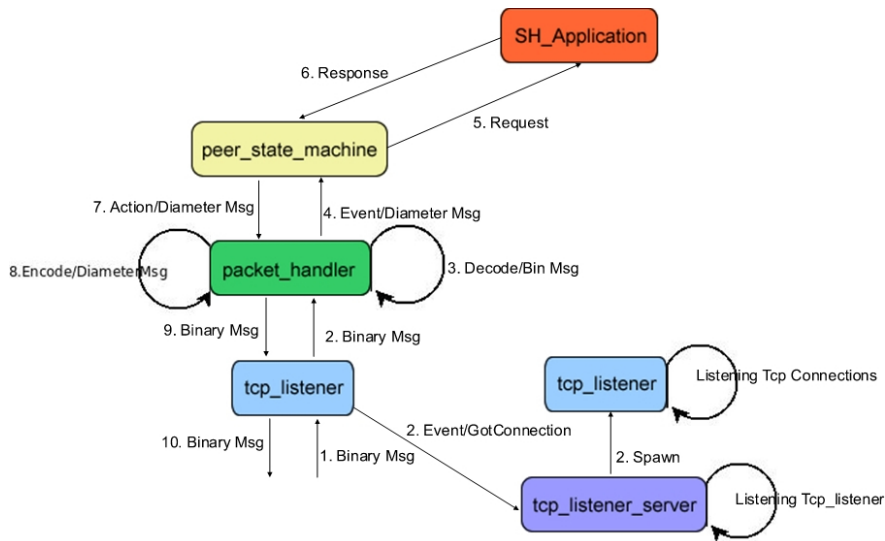 SH_Application
6. Response
5. Request
peer_state_machine
7. Action/Diameter Msg
4. Event/Diameter Msg
8.Encode/DiameterMsg
packet_handler
3. Decode/Bin Msg
9. Binary Msg
2. Binary Msg
tcp_listener
tcp_listener
Listening Tcp Connections
10. Binary Msg
1. Binary Msg
2. Event/GotConnection
2. Spawn
tcp_listener_server
Listening Tcp_listener